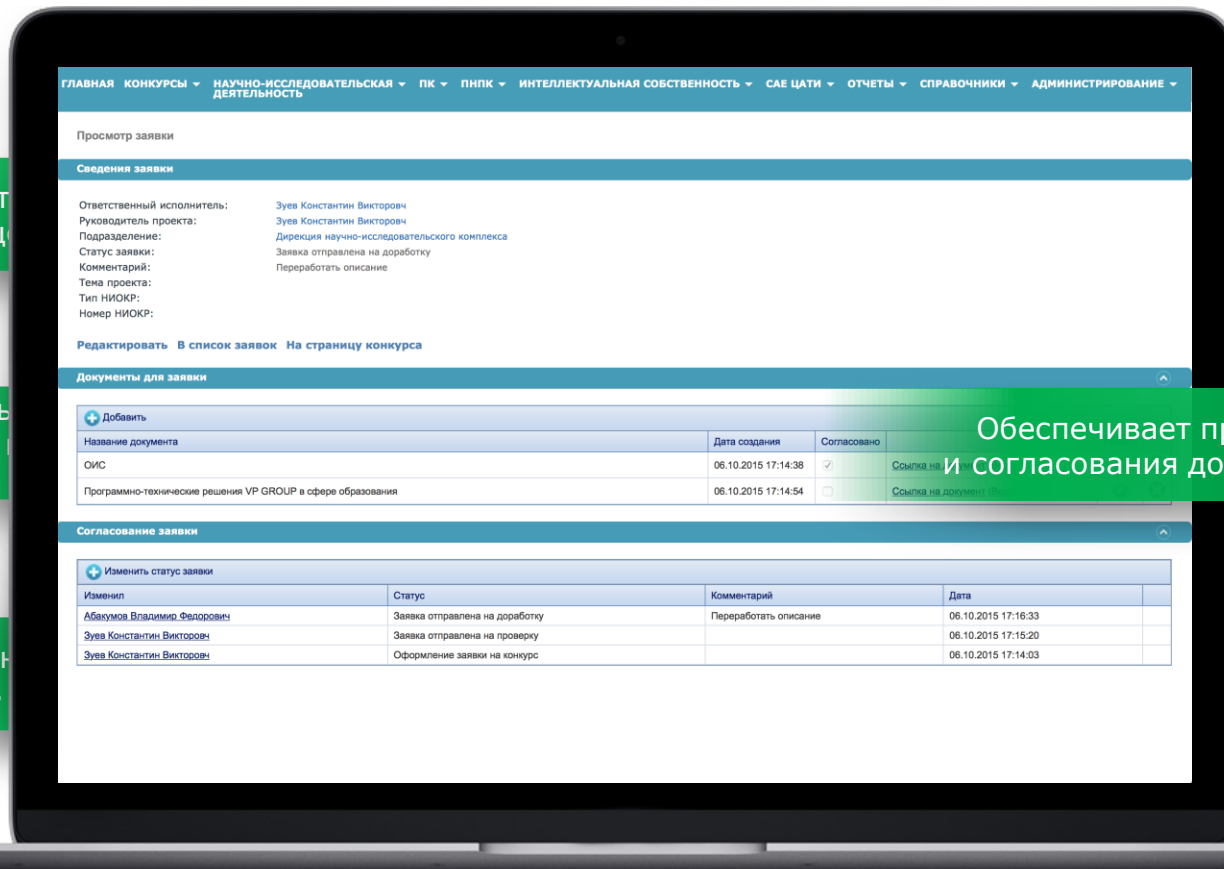 ГЛАВНАЯ КОНКУРСЫ НАУЧНО-ИССЛЕДОВАТЕЛЬСКАЯ ДЕЯТЕЛЬНОСТЬ ПК ПНПК ИНТЕЛЛЕКТУАЛЬНАЯ СОБСТВЕННОСТЬ САЕ ЦАТИ ОТЧЕТЫ СПРАВОЧНИКИ АДМИНИСТРИРОВАНИЕ
Просмотр заявки
Сведения заявки
Ответственный исполнитель: Зуев Константин Викторовч
Руководитель проекта: Зуев Константин Викторовч
Подразделение: Дирекция научно-исследовательского комплекса
Статус заявки: Заявка отправлена на доработку
Комментарий: Переработать описание
Тема проекта:
Тип НИОКР:
Номер НИОКР:
Редактировать В список заявок На страницу конкурса
Документы для заявки
Добавить
Название документа Дата создания Согласовано
ОИС 06.10.2015 17:14:38 Ссылка на
Программно-технические решения VP GROUP в сфере образования 06.10.2015 17:14:54 Ссылка на документ
Обеспечивает
и согласования
Согласование заявки
Изменить статус заявки
Изменил Статус Комментарий Дата
Абакумов Владимир Федорович Заявка отправлена на доработку Переработать описание 06.10.2015 17:16:33
Зуев Константин Викторовч Заявка отправлена на проверку 06.10.2015 17:15:20
Зуев Константин Викторовч Оформление заявки на конкурс 06.10.2015 17:14:03